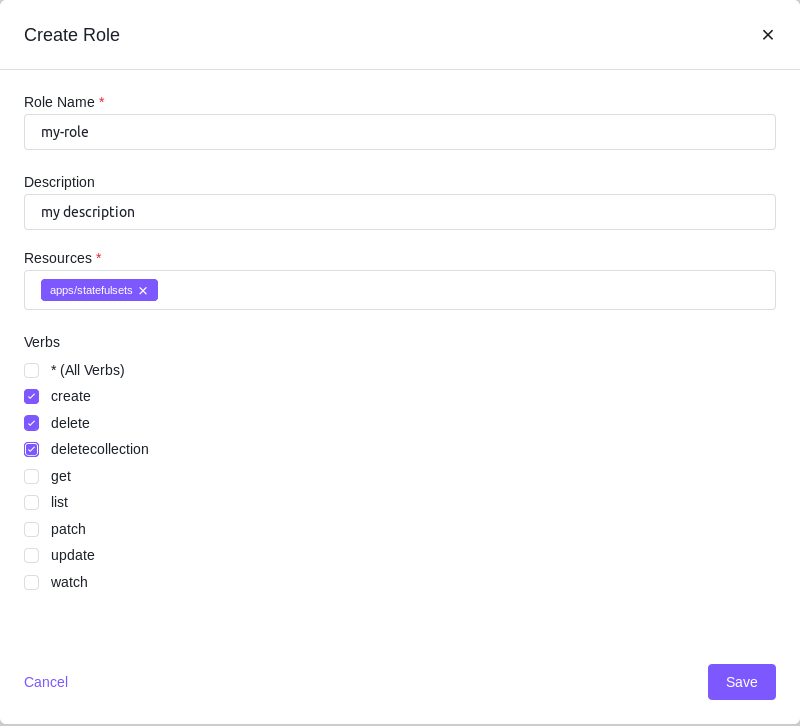 Create Role
Role Name *
my-role
Description
my description
Resources *
apps/statefulsets
Verbs
* (All Verbs)
create
delete
deletecollection
get
list
patch
update
watch
Cancel
Save